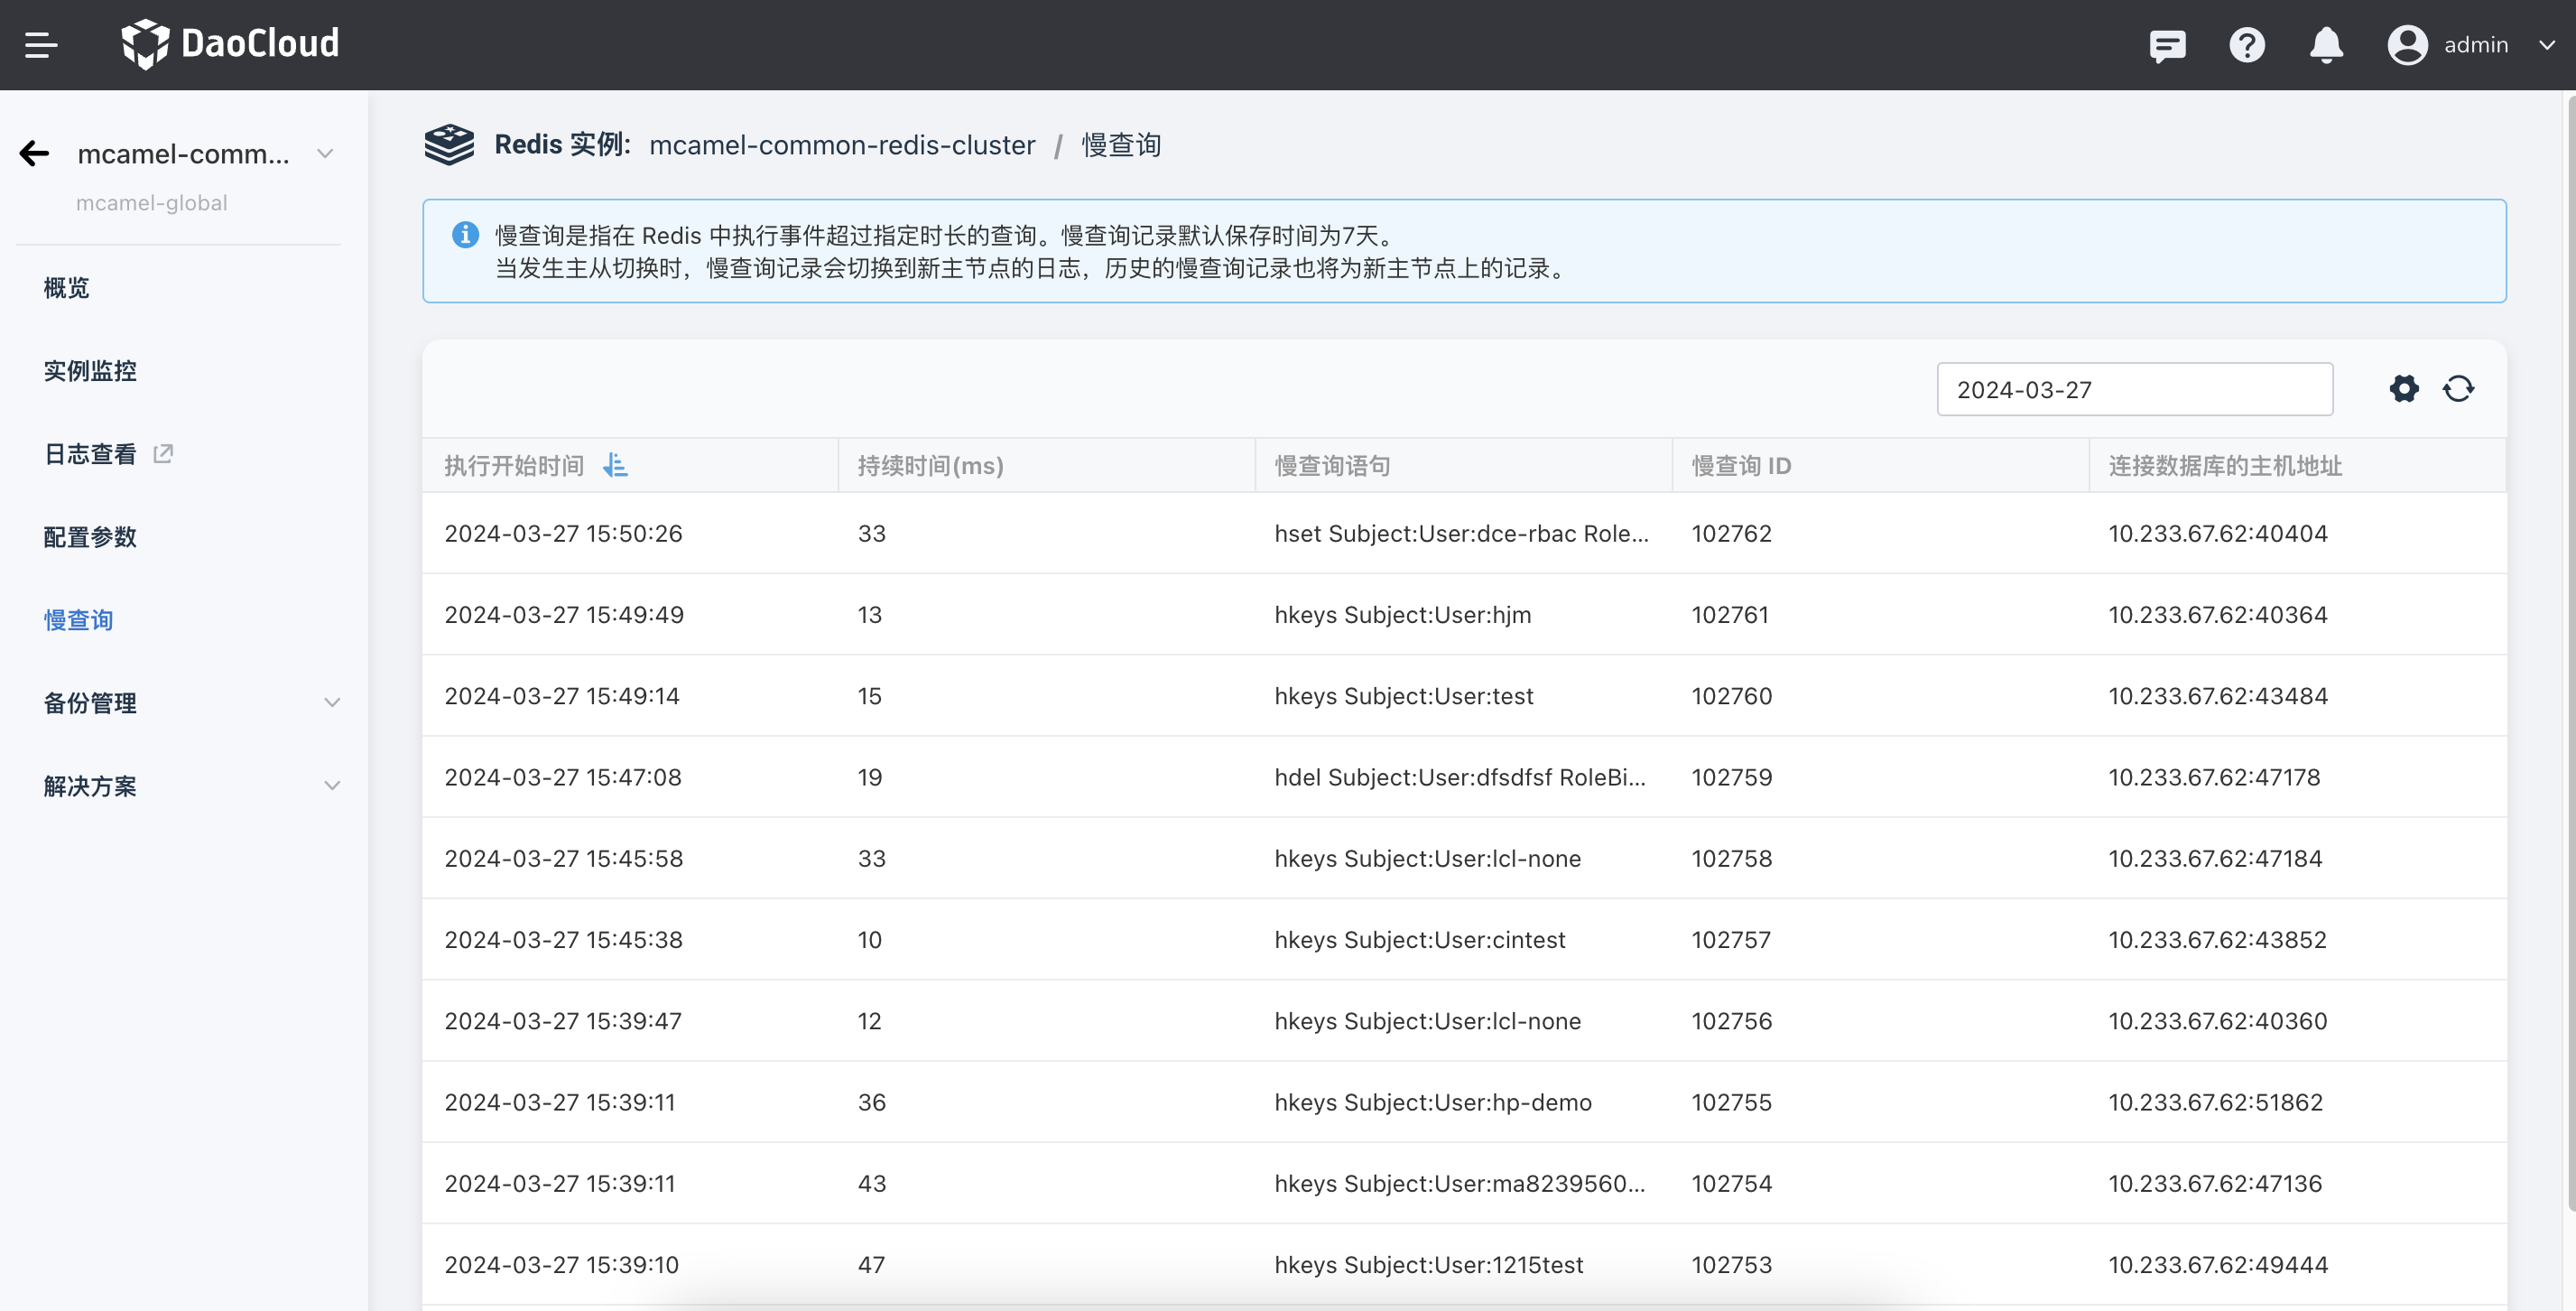 DaoCloud
admin
mcamel-comm...
mcamel-global
概览
实例监控
日志查看
配置参数
慢查询
备份管理
解决方案
Redis 实例: mcamel-common-redis-cluster / 慢查询
慢查询是指在 Redis 中执行事件超过指定时长的查询。慢查询记录默认保存时间为7天。
当发生主从切换时，慢查询记录会切换到新主节点的日志，历史的慢查询记录也将为新主节点上的记录。
2024-03-27
执行开始时间 持续时间(ms) 慢查询语句 慢查询 ID 连接数据库的主机地址
2024-03-27 15:50:26 33 hset Subject:User:dce-rbac Role... 102762 10.233.67.62:40404
2024-03-27 15:49:49 13 hkeys Subject:User:hjm 102761 10.233.67.62:40364
2024-03-27 15:49:14 15 hkeys Subject:User:test 102760 10.233.67.62:43484
2024-03-27 15:47:08 19 hdel Subject:User:dfsdfsf RoleBi... 102759 10.233.67.62:47178
2024-03-27 15:45:58 33 hkeys Subject:User:lcl-none 102758 10.233.67.62:47184
2024-03-27 15:45:38 10 hkeys Subject:User:cintest 102757 10.233.67.62:43852
2024-03-27 15:39:47 12 hkeys Subject:User:lcl-none 102756 10.233.67.62:40360
2024-03-27 15:39:11 36 hkeys Subject:User:hp-demo 102755 10.233.67.62:51862
2024-03-27 15:39:11 43 hkeys Subject:User:ma8239560... 102754 10.233.67.62:47136
2024-03-27 15:39:10 47 hkeys Subject:User:1215test 102753 10.233.67.62:49444